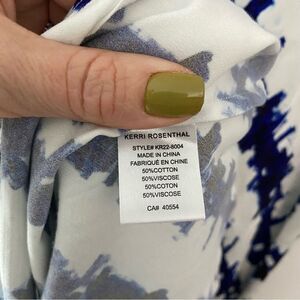 KERRI ROSENTHAL
STYLE# KR22-8004
MADE IN CHINA
FABRIQUÉ EN CHINE
50%COTTON
50%VISCOSE
50%COTON
50%VISCOSE
CA# 40554